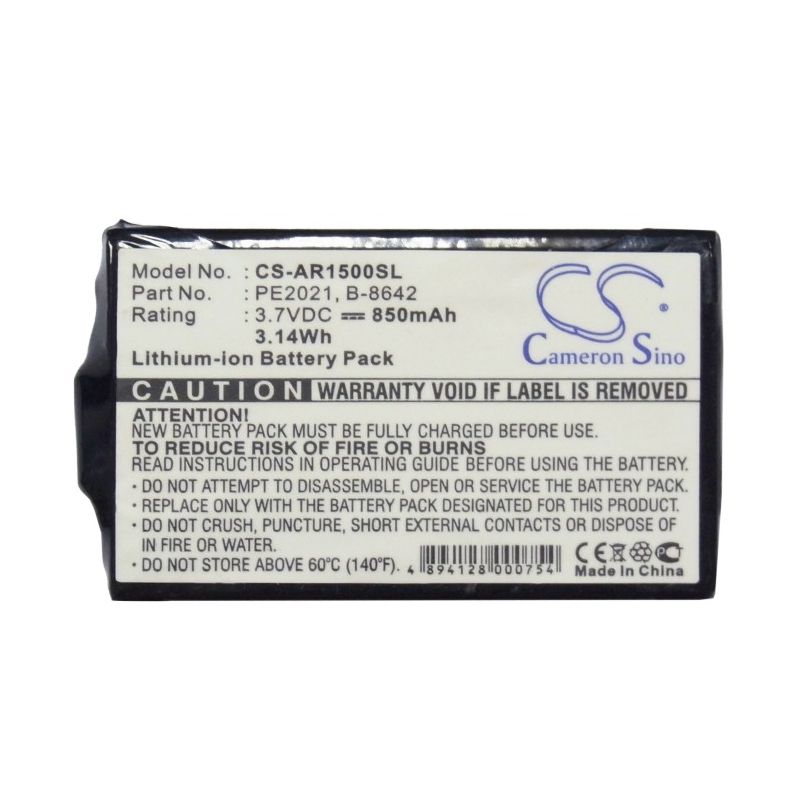 Model No. : CS-AR1500SL
Part No. : PE2021, B-8642
Rating : 3.7VDC ⎓ 850mAh
3.14Wh
Lithium-ion Battery Pack
CS
Cameron Sino
CAUTION WARRANTY VOID IF LABEL IS REMOVED
ATTENTION!
NEW BATTERY PACK MUST BE FULLY CHARGED BEFORE USE.
TO REDUCE RISK OF FIRE OR BURNS
READ INSTRUCTIONS IN OPERATING GUIDE BEFORE USING BATTERY.
• DO NOT ATTEMPT TO DISASSEMBLE, OPEN OR SERVICE THE BATTERY PACK.
• REPLACE ONLY WITH A BATTERY PACK DESIGNATED FOR THIS PRODUCT.
• DO NOT CRUSH, PUNCTURE, SHORT EXTERNAL CONTACTS OR DISPOSE OF
IN FIRE OR WATER.
• DO NOT STORE ABOVE 60°C (140°F).
4 894128 000754
CE
Made In China